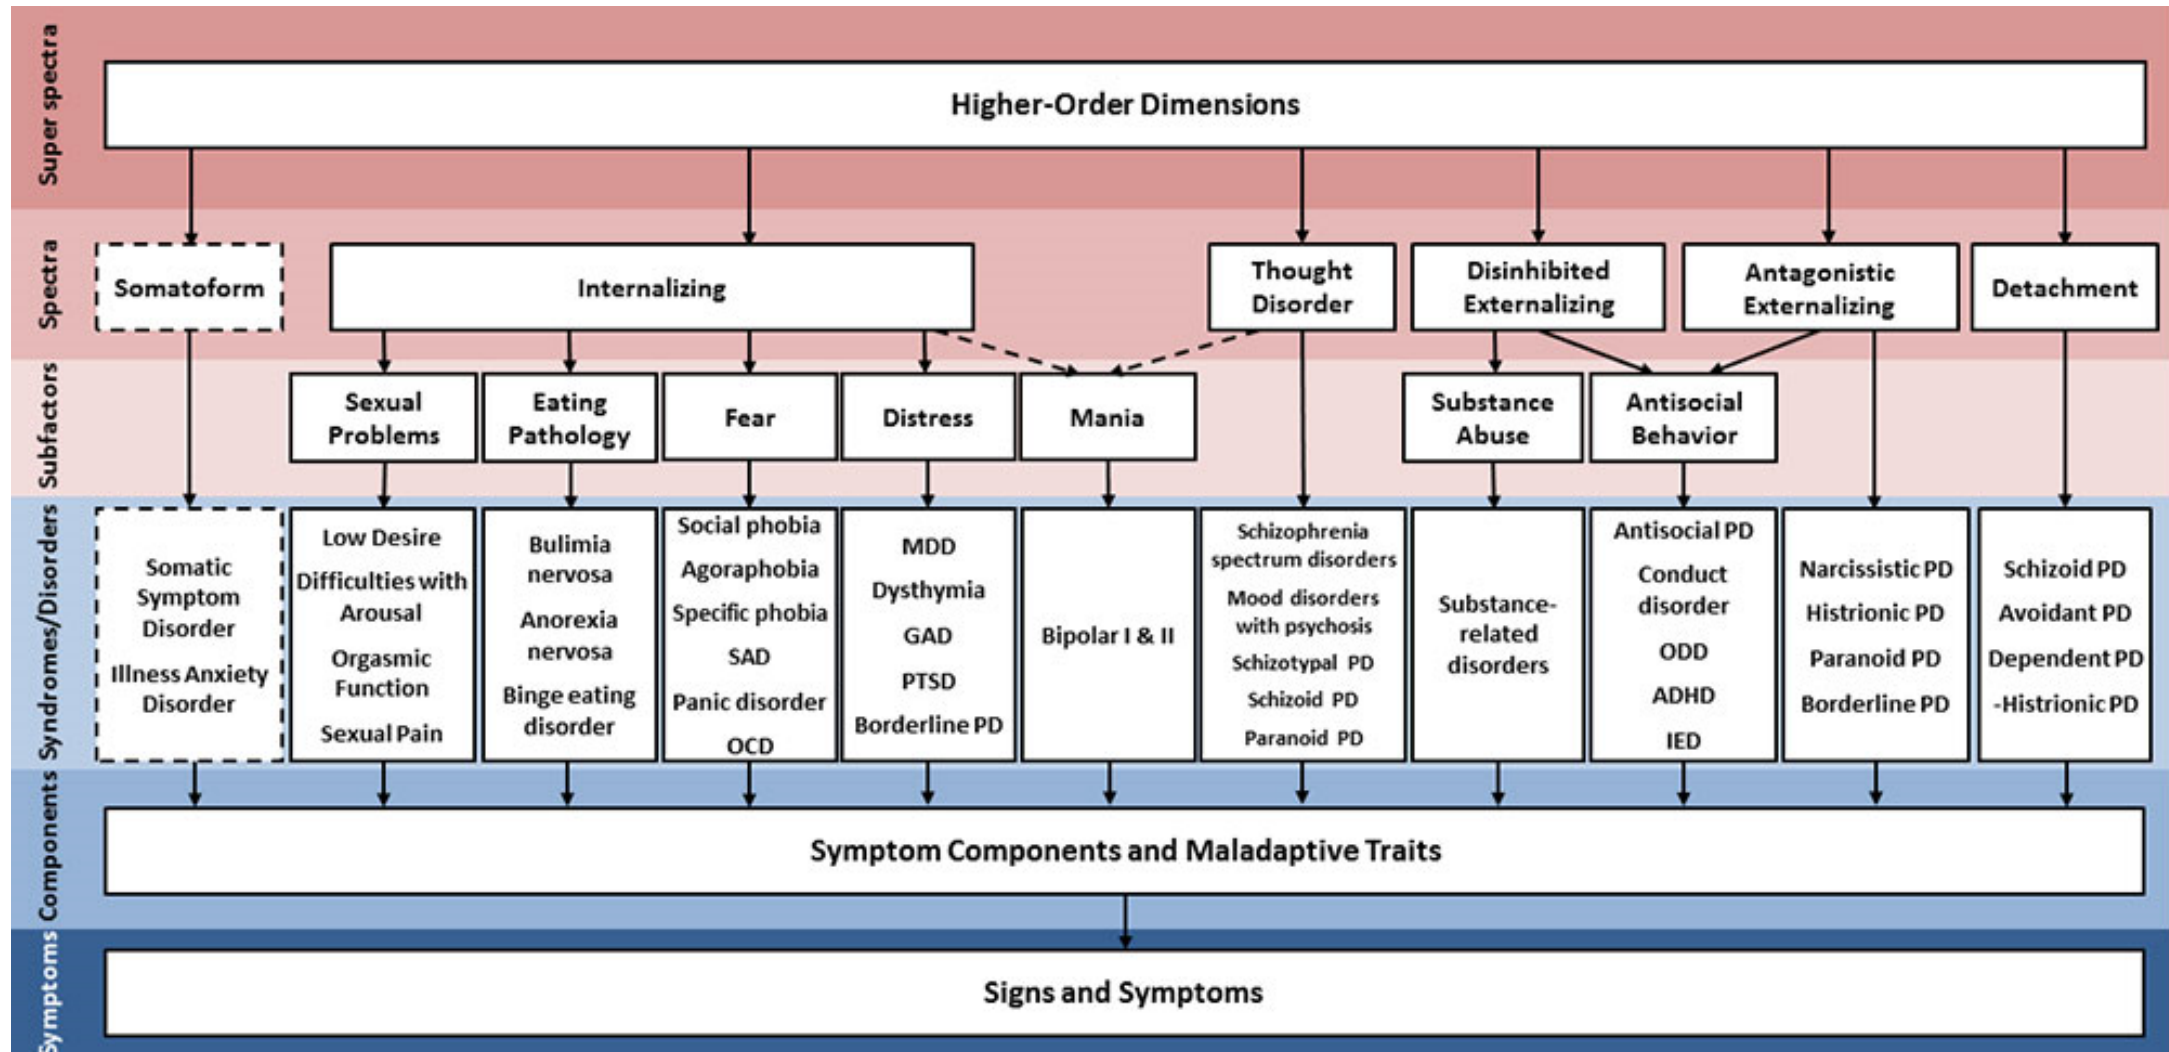 Super spectra
Higher-Order Dimensions
Spectra
Somatoform
Internalizing
Thought
Disorder
Disinhibited
Externalizing
Antagonistic
Externalizing
Detachment
Subfactors
Sexual
Problems
Eating
Pathology
Fear
Distress
Mania
Substance
Abuse
Antisocial
Behavior
Syndromes/Disorders
Somatic
Symptom
Disorder
Illness Anxiety
Disorder
Low Desire
Difficulties with
Arousal
Orgasmic
Function
Sexual Pain
Bulimia
nervosa
Anorexia
nervosa
Binge eating
disorder
Social phobia
Agoraphobia
Specific phobia
SAD
Panic disorder
OCD
MDD
Dysthymia
GAD
PTSD
Borderline PD
Bipolar I & II
Schizophrenia
spectrum disorders
Mood disorders
with psychosis
Schizotypal PD
Schizoid PD
Paranoid PD
Substance-
related
disorders
Antisocial PD
Conduct
disorder
ODD
ADHD
IED
Narcissistic PD
Histrionic PD
Paranoid PD
Borderline PD
Schizoid PD
Avoidant PD
Dependent PD
-Histrionic PD
Components
Symptom Components and Maladaptive Traits
Symptoms
Signs and Symptoms